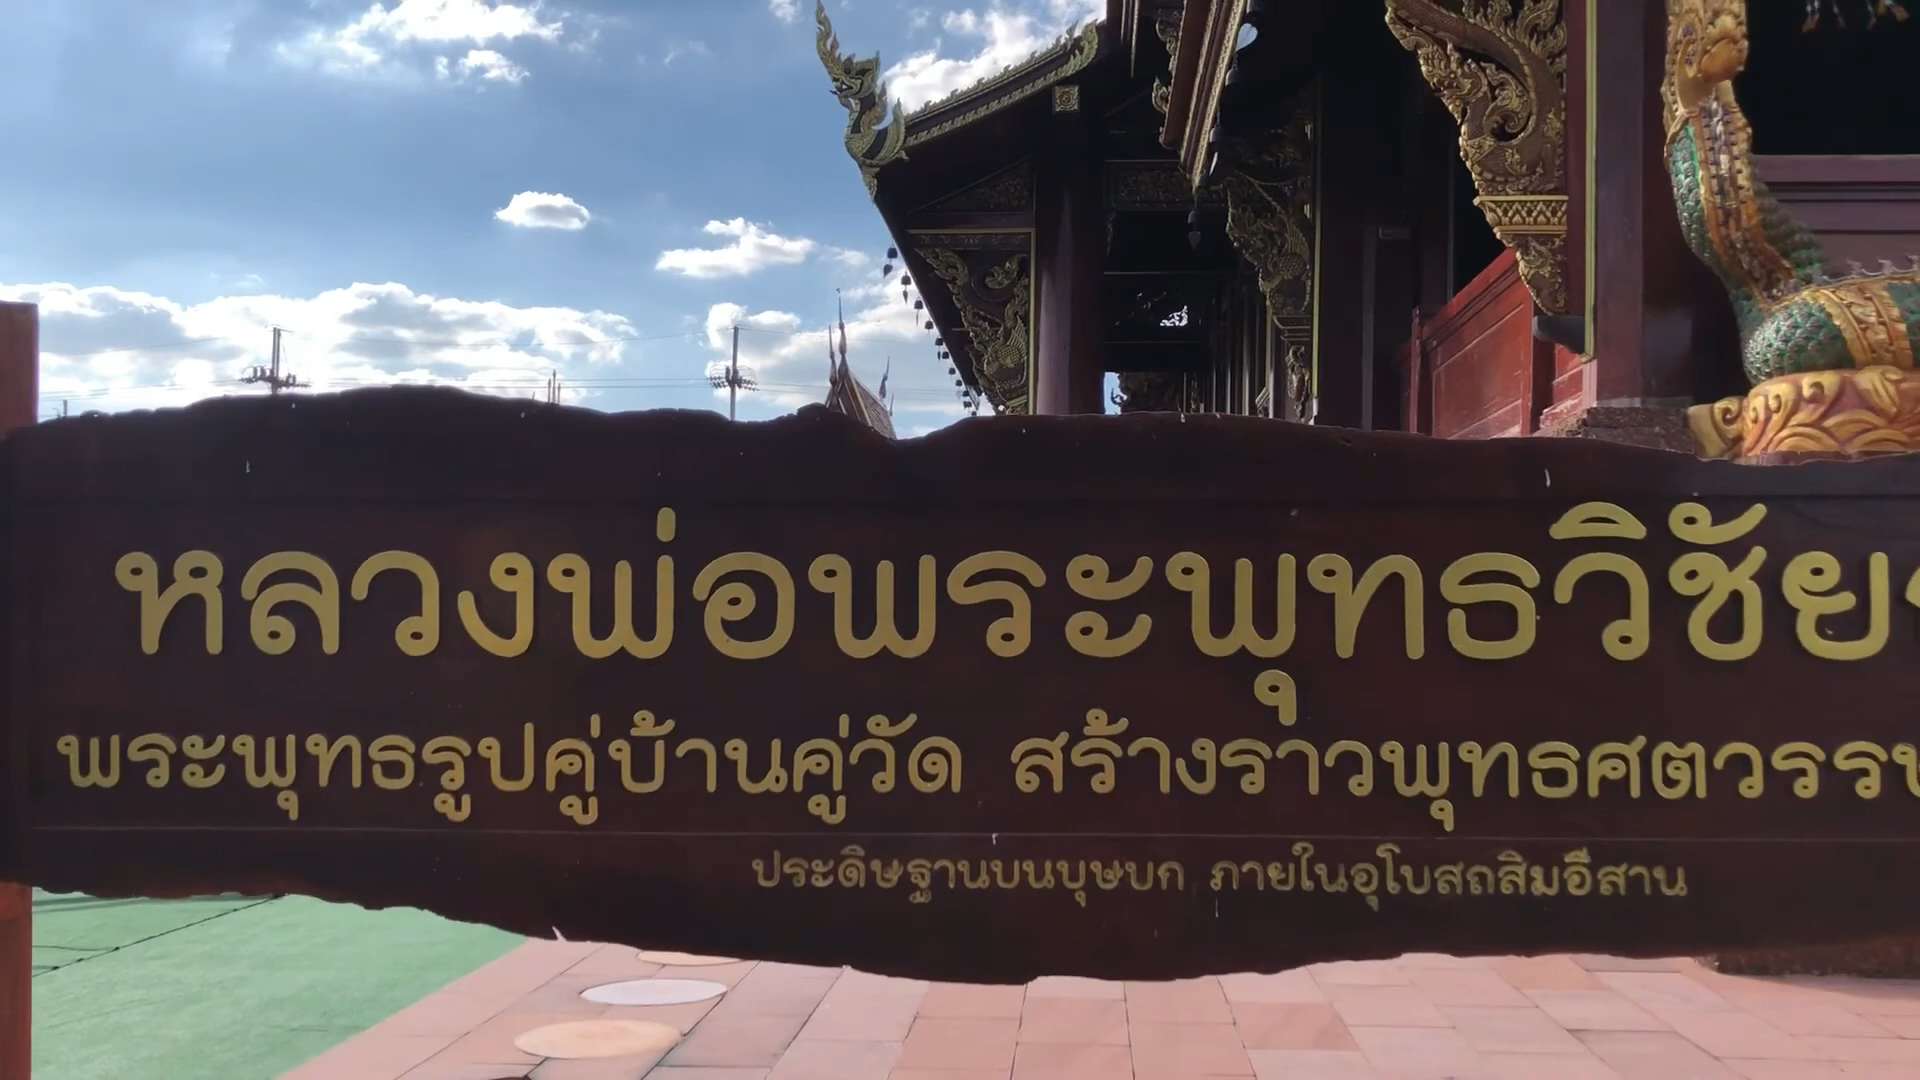 หลวงพ่อพระพุทธวิชัย
พระพุทธรูปคู่บ้านคู่วัด สร้างราวพุทธศตวรรษ
ประดิษฐานบนบุษบก ภายในอุโบสถสิมอีสาน